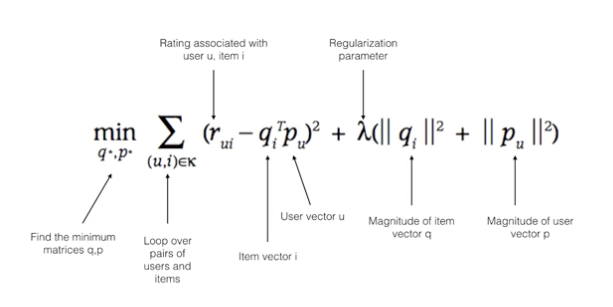 Rating associated with
user u, item i
Regularization
parameter
min
q*,p*
∑
(u,i)∈κ
(r_ui − q_i^T p_u)² + λ(|| q_i ||² + || p_u ||²)
Find the minimum
matrices q,p
Loop over
pairs of
users and
items
Item vector i
User vector u
Magnitude of item
vector q
Magnitude of user
vector p